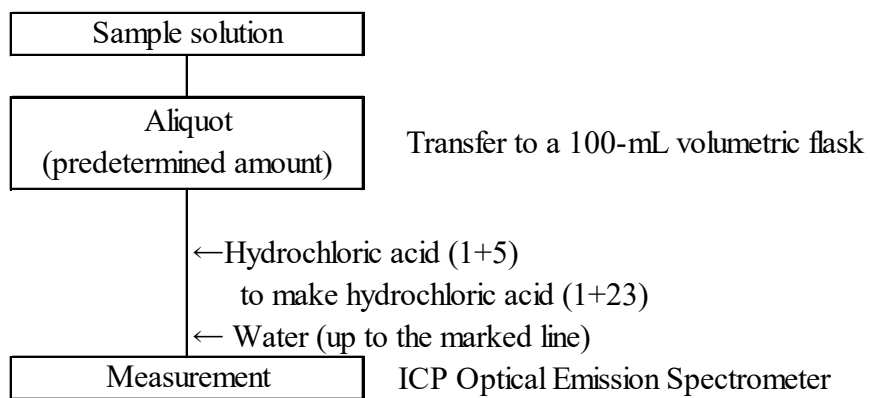 Sample solution
Aliquot
(predetermined amount)
Transfer to a 100-mL volumetric flask
←Hydrochloric acid (1+5)
to make hydrochloric acid (1+23)
← Water (up to the marked line)
Measurement
ICP Optical Emission Spectrometer